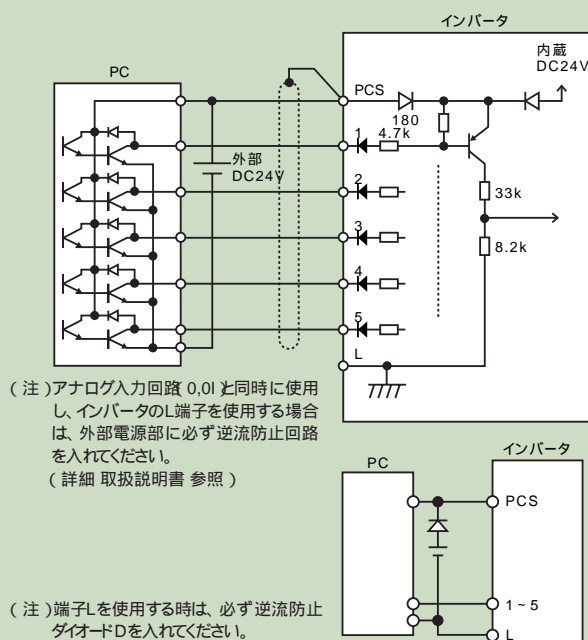 インバータ
内蔵
DC24V
PC
PCS
180
4.7k
1
外部
DC24V
2
33k
3
8.2k
4
5
L
(注)アナログ入力回路(O,OI)と同時に使用
し、インバータのL端子を使用する場合
は、外部電源部に必ず逆流防止回路
を入れてください。
(詳細 取扱説明書 参照)
インバータ
PC
PCS
1~5
L
(注)端子Lを使用する時は、必ず逆流防止
ダイオードDを入れてください。